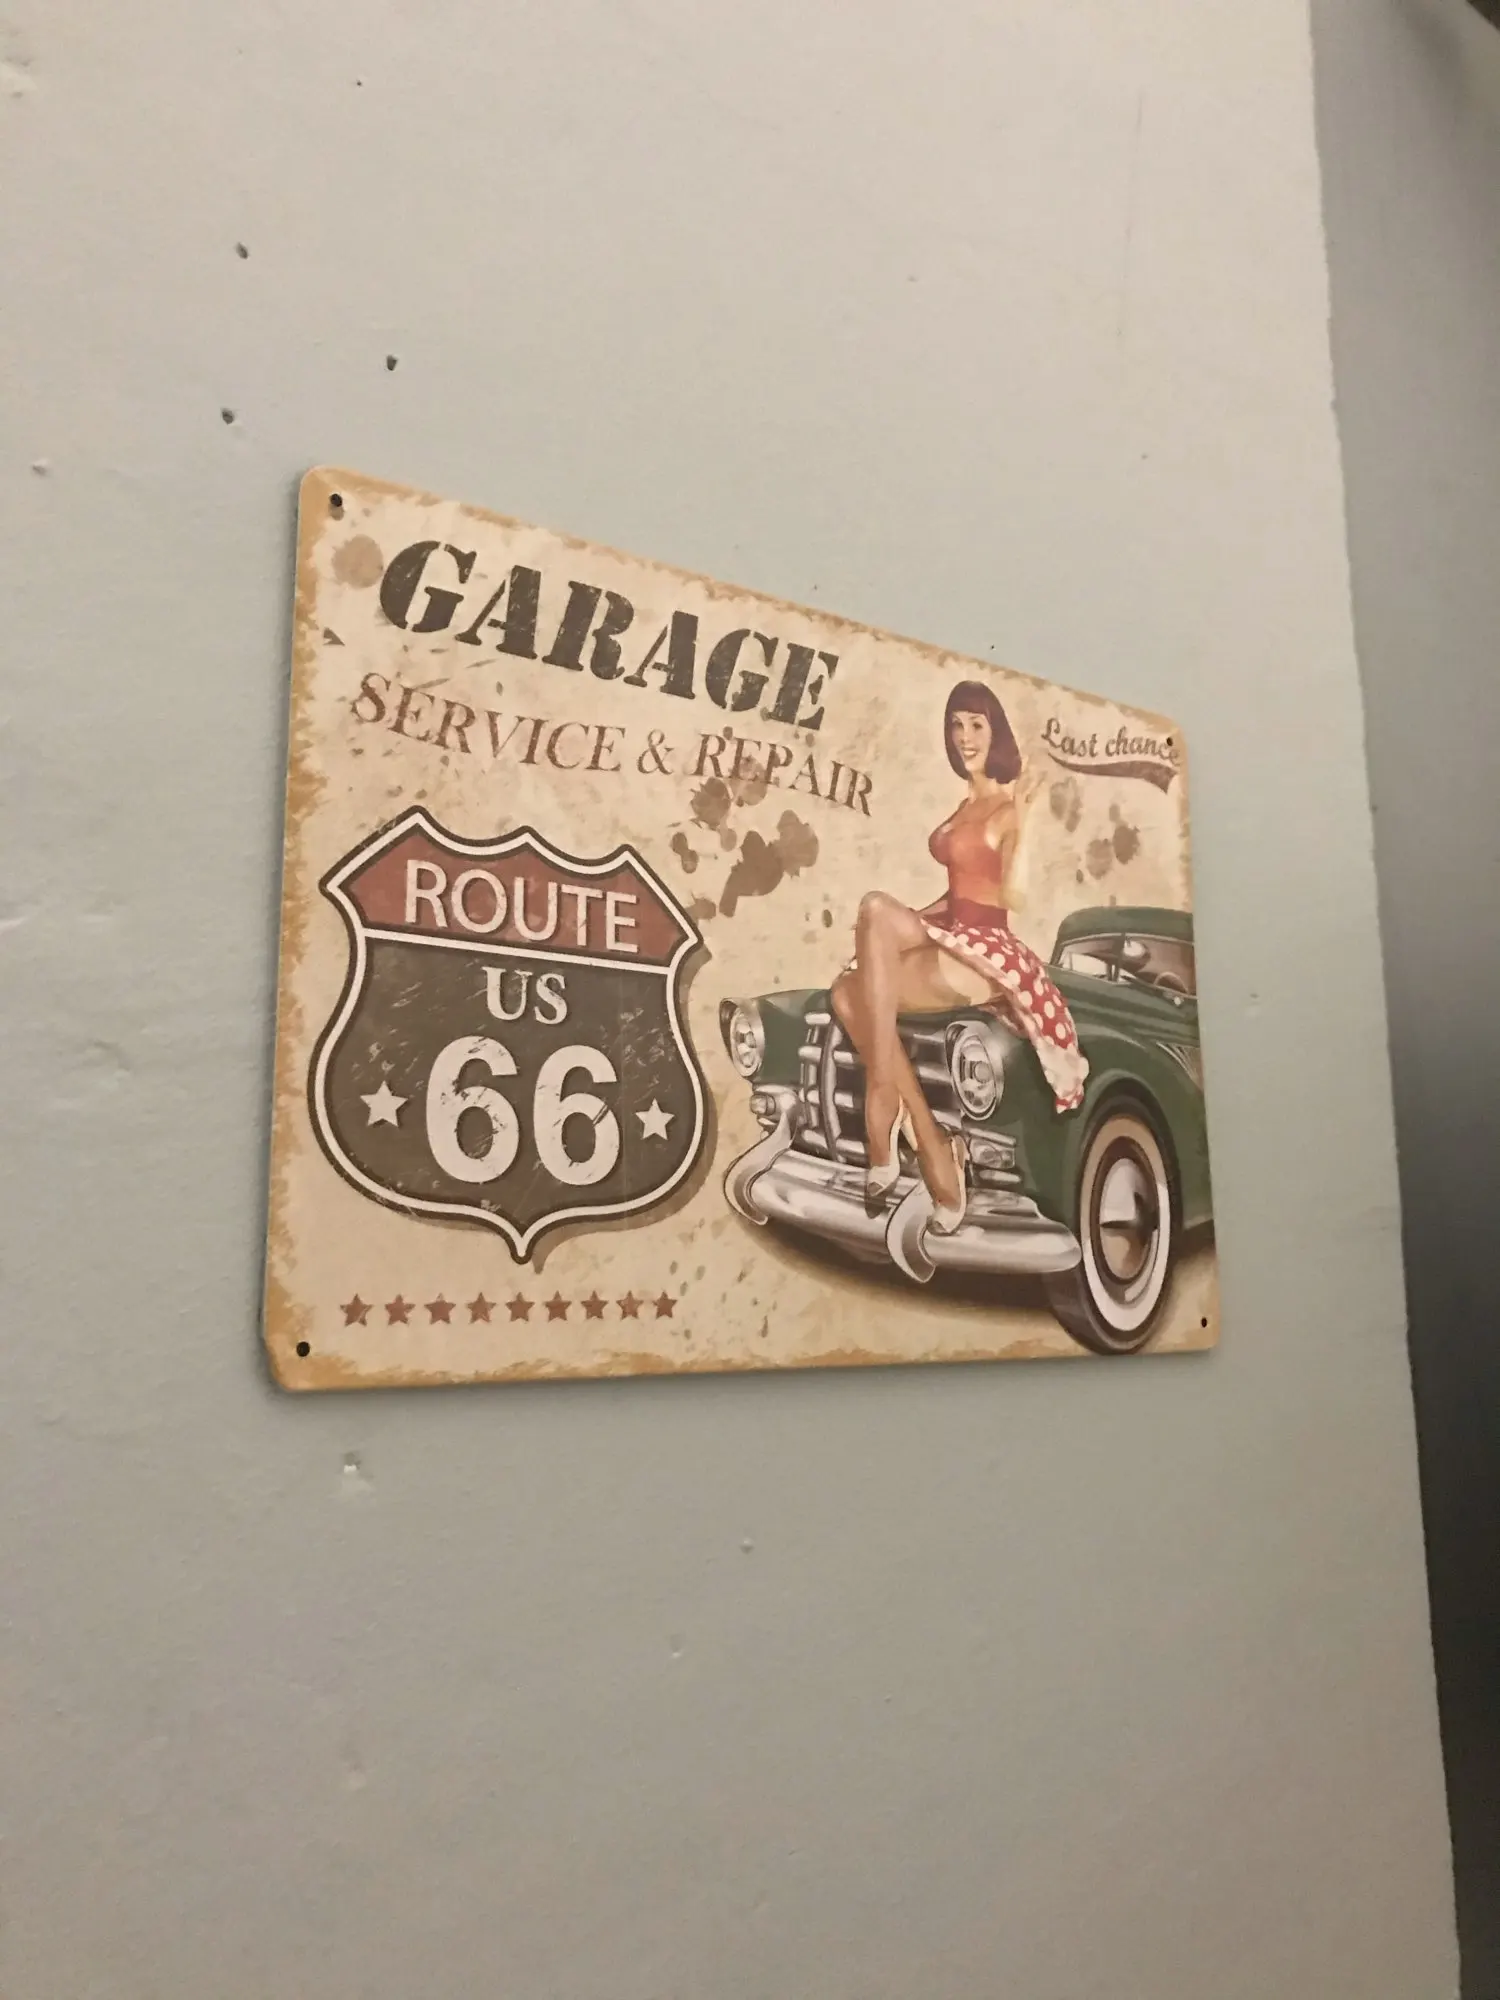 GARAGE
SERVICE & REPAIR
Last chance
ROUTE
US
66